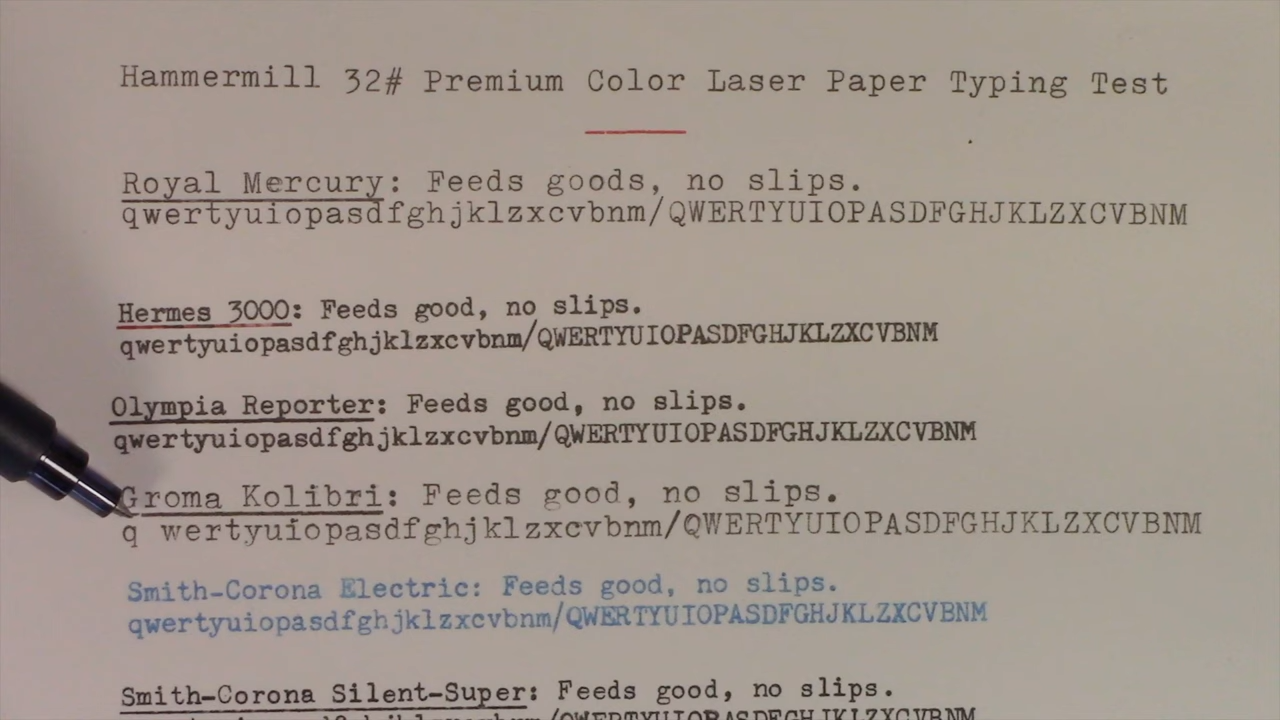 Hammermill 32# Premium Color Laser Paper Typing Test
Royal Mercury: Feeds goods, no slips.
qwertyuiopasdfghjklzxcvbnm/QWERTYUIOPASDFGHJKLZXCVBNM
Hermes 3000: Feeds good, no slips.
qwertyuiopasdfghjklzxcvbnm/QWERTYUIOPASDFGHJKLZXCVBNM
Olympia Reporter: Feeds good, no slips.
qwertyuiopasdfghjklzxcvbnm/QWERTYUIOPASDFGHJKLZXCVBNM
Groma Kolibri: Feeds good, no slips.
q wertyuiopasdfghjklzxcvbnm/QWERTYUIOPASDFGHJKLZXCVBNM
Smith-Corona Electric: Feeds good, no slips.
qwertyuiopasdfghjklzxcvbnm/QWERTYUIOPASDFGHJKLZXCVBNM
Smith-Corona Silent-Super: Feeds good, no slips.